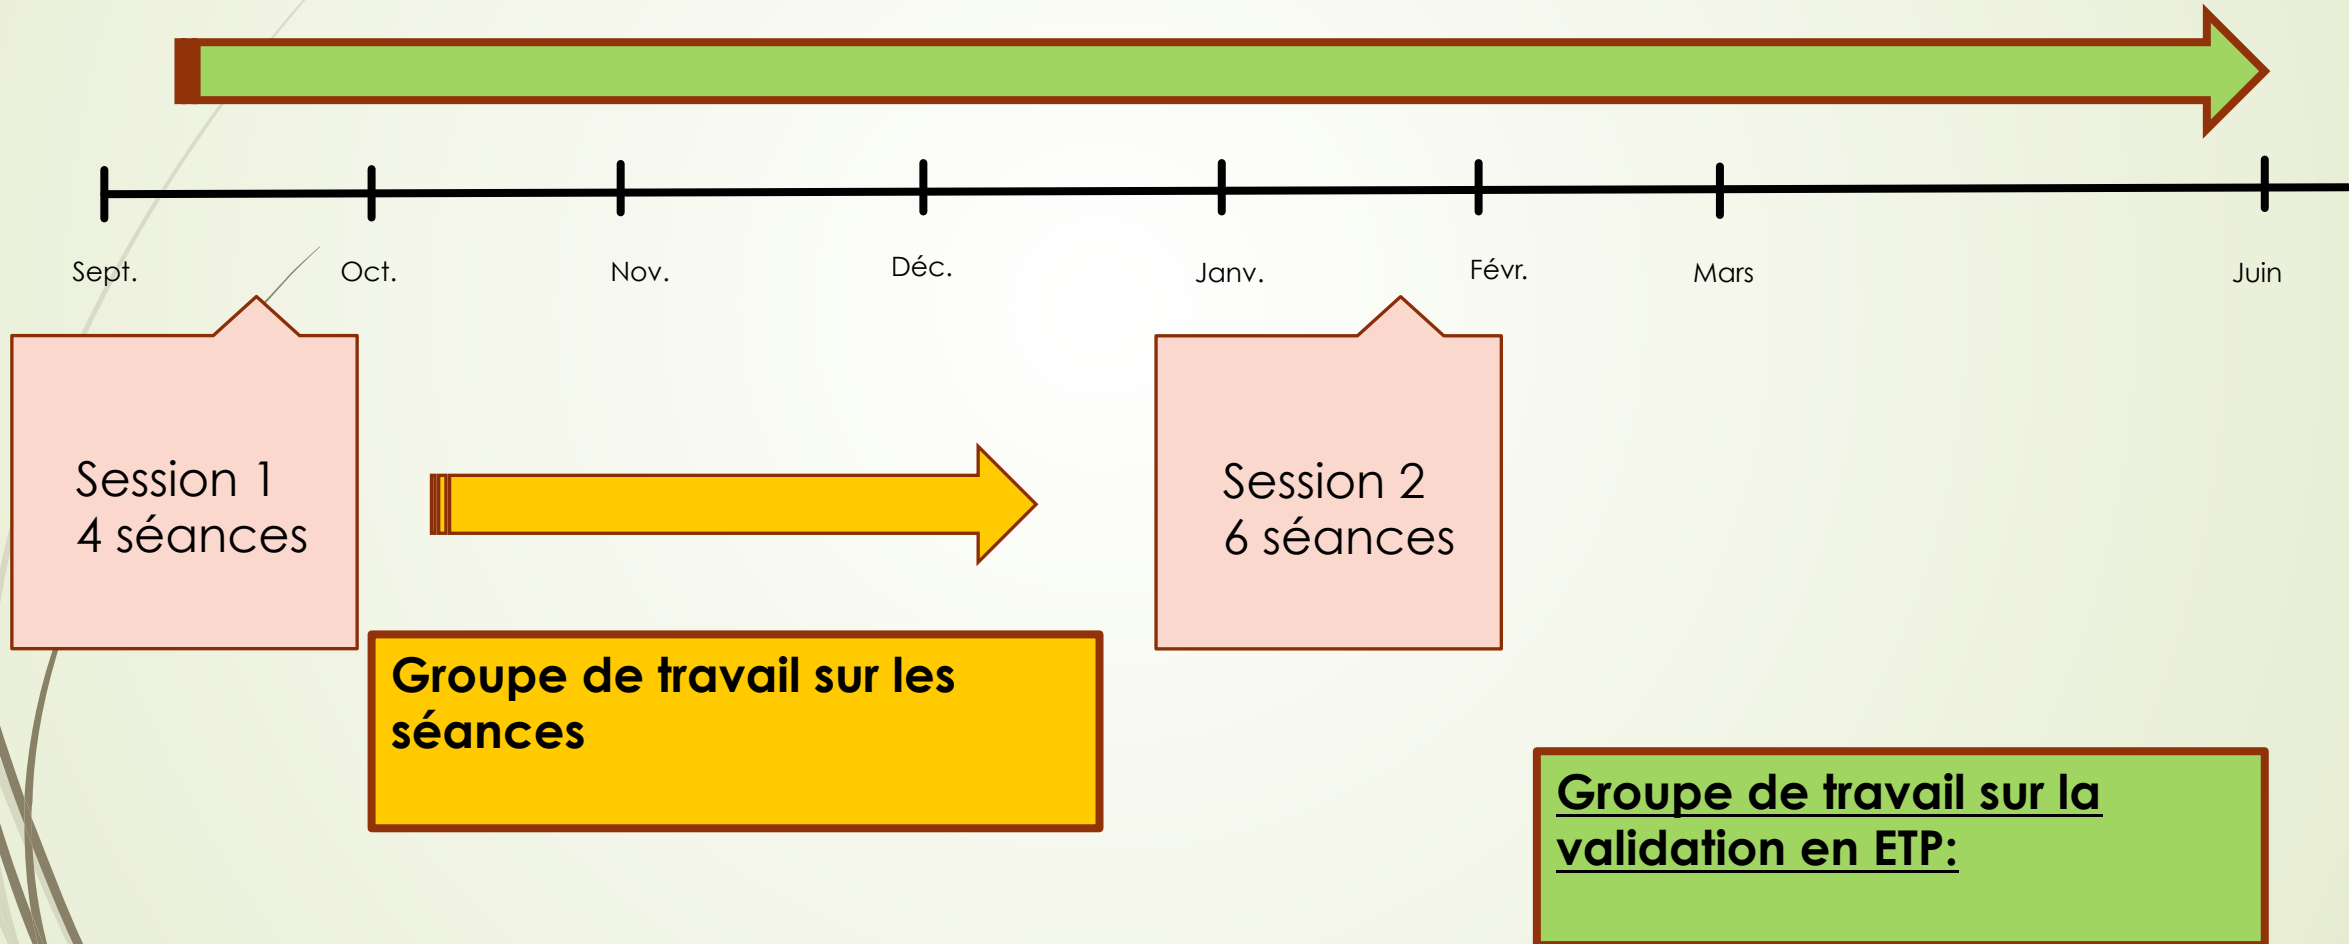 Sept.
Oct.
Nov.
Déc.
Janv.
Févr.
Mars
Juin
Session 1
4 séances
Session 2
6 séances
Groupe de travail sur les
séances
Groupe de travail sur la
validation en ETP: